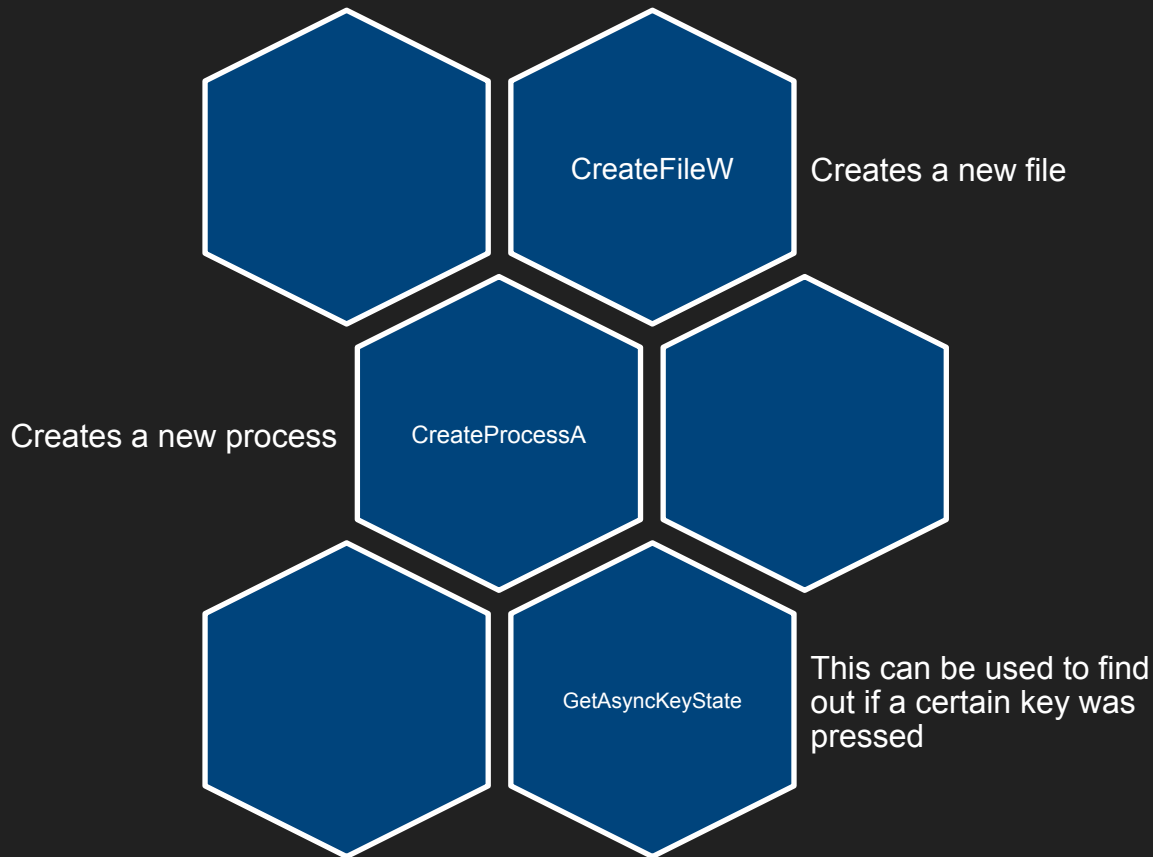 CreateFileW
Creates a new file
Creates a new process
CreateProcessA
GetAsyncKeyState
This can be used to find
out if a certain key was
pressed